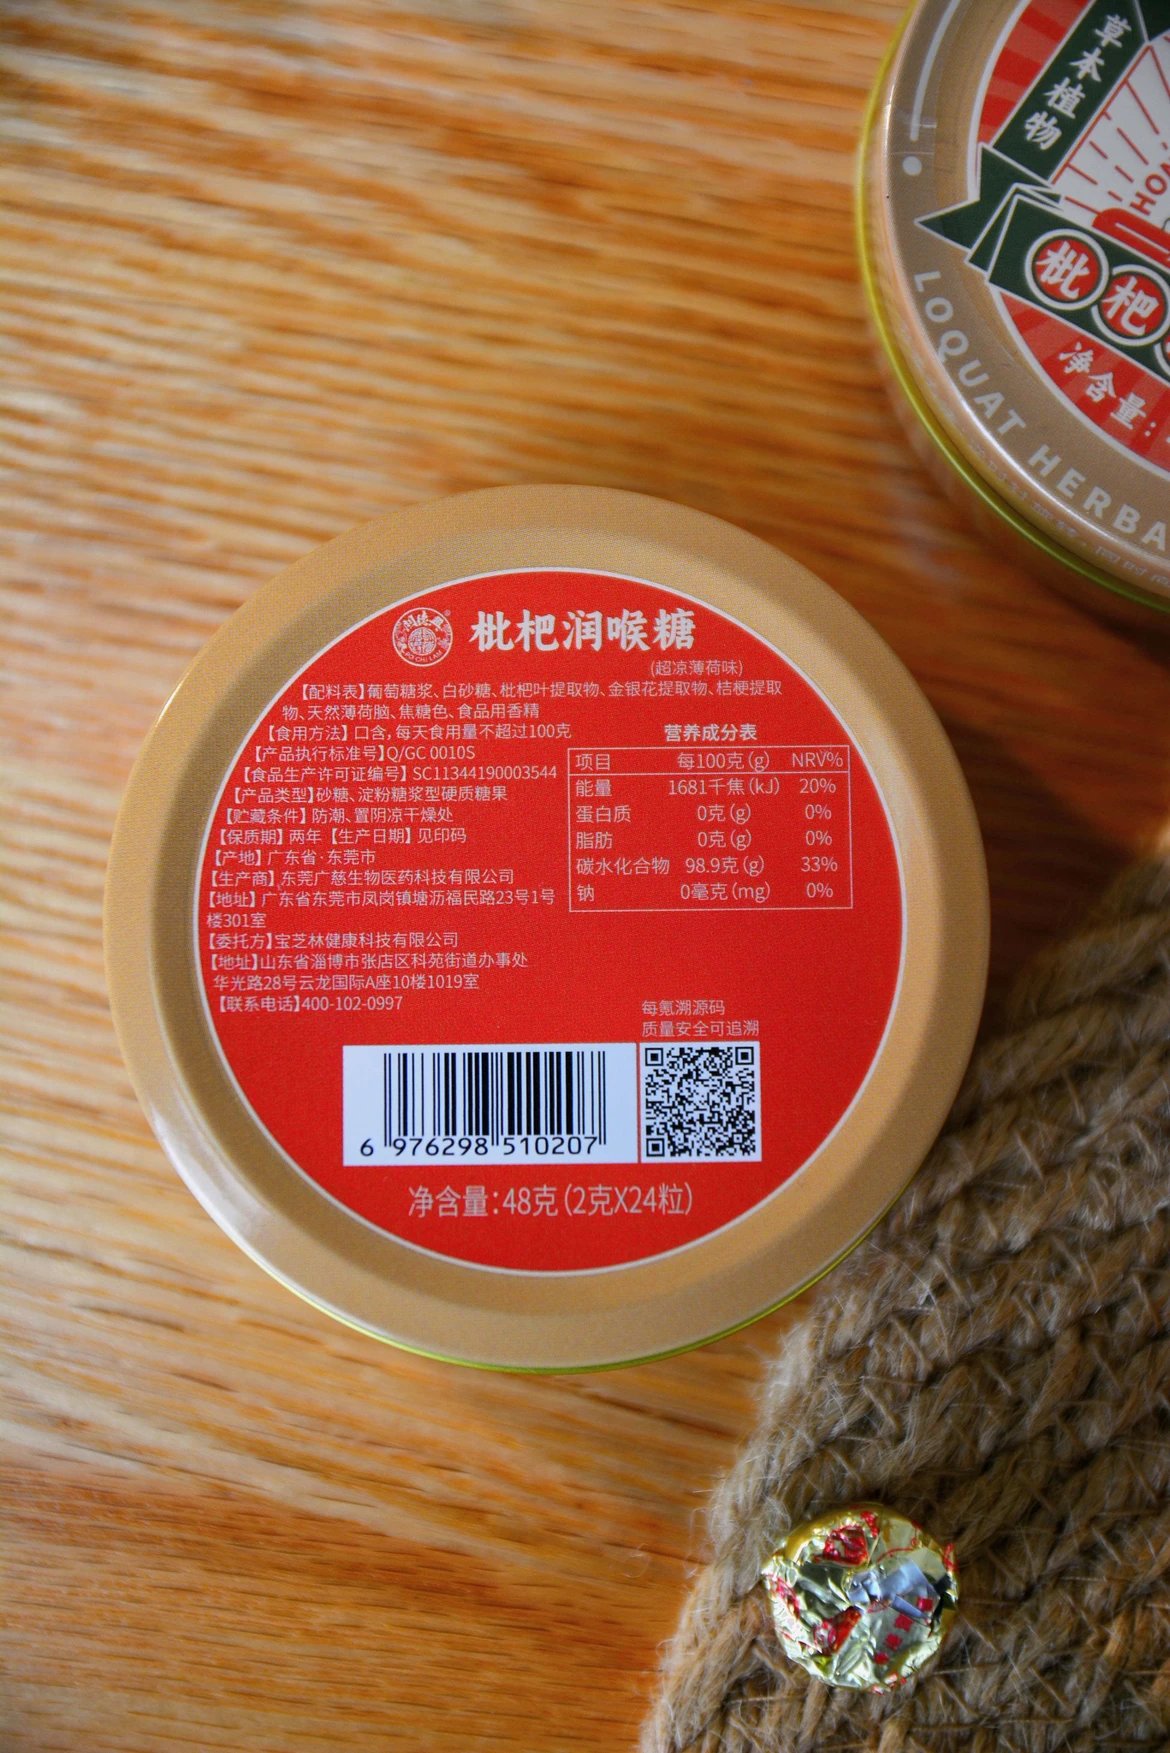 草本植物
枇杷
净含量：
LOQUAT HERBA
枇杷润喉糖
(超凉薄荷味)
【配料表】葡萄糖浆、白砂糖、枇杷叶提取物、金银花提取物、桔梗提取
物、天然薄荷脑、焦糖色、食品用香精
【食用方法】口含,每天食用量不超过100克
【产品执行标准号】Q/GC 0010S
【食品生产许可证编号】SC11344190003544
【产品类型】砂糖、淀粉糖浆型硬质糖果
【贮藏条件】防潮、置阴凉干燥处
【保质期】两年【生产日期】见印码
【产地】广东省·东莞市
【生产商】东莞广慈生物医药科技有限公司
【地址】广东省东莞市凤岗镇塘沥福民路23号1号
楼301室
【委托方】宝芝林健康科技有限公司
【地址】山东省淄博市张店区科苑街道办事处
华光路28号云龙国际A座10楼1019室
【联系电话】400-102-0997
营养成分表
项目 每100克(g) NRV%
能量 1681千焦(kJ) 20%
蛋白质 0克(g) 0%
脂肪 0克(g) 0%
碳水化合物 98.9克(g) 33%
钠 0毫克(mg) 0%
每氪溯源码
质量安全可追溯
6 976298 510207
净含量:48克(2克X24粒)